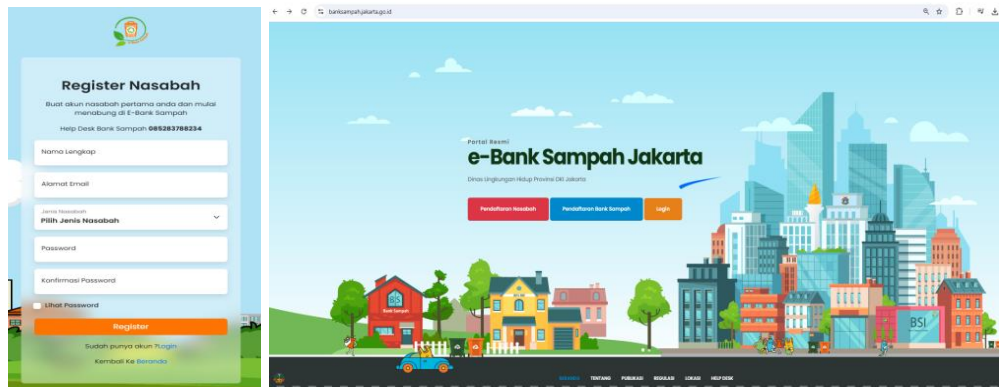 Register Nasabah
Buat akun nasabah pertama anda dan mulai
menabung di E-Bank Sampah
Help Desk Bank Sampah 085283788234
Nama Lengkap
Alamat Email
Jenis Nasabah
Pilih Jenis Nasabah
Password
Konfirmasi Password
Lihat Password
Register
Sudah punya akun ?Login
Kembali Ke Beranda
banksampah.jakarta.go.id
Portal Resmi
e-Bank Sampah Jakarta
Dinas Lingkungan Hidup Provinsi DKI Jakarta
Pendaftaran Nasabah
Pendaftaran Bank Sampah
Login
BS
Bank Sampah
BSI
BERANDA TENTANG PUBLIKASI REGULASI LOKASI HELP DESK